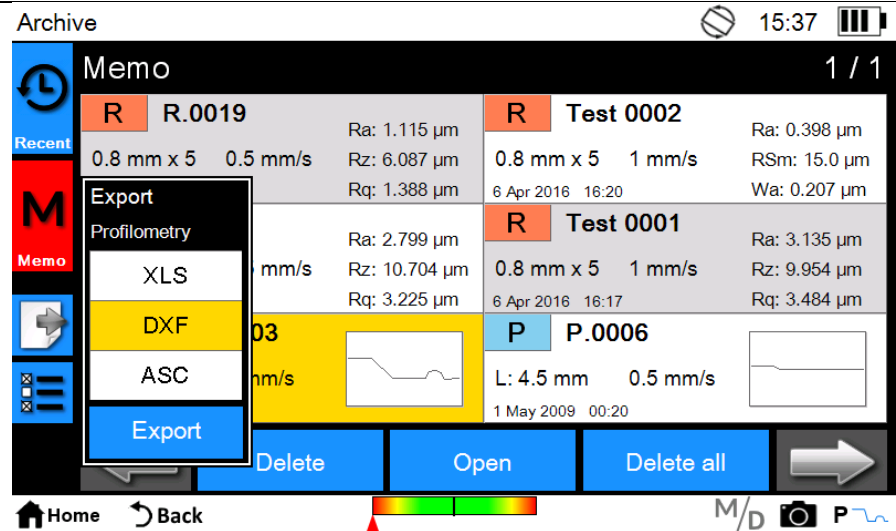 Archive
15:37
Recent
Memo
1 / 1
R R.0019
0.8 mm x 5 0.5 mm/s
Ra: 1.115 µm
Rz: 6.087 µm
Rq: 1.388 µm
R Test 0002
0.8 mm x 5 1 mm/s
6 Apr 2016 16:20
Ra: 0.398 µm
RSm: 15.0 µm
Wa: 0.207 µm
M
Memo
Export
Profilometry
XLS
DXF
ASC
Export
mm/s
Ra: 2.799 µm
Rz: 10.704 µm
Rq: 3.225 µm
R Test 0001
0.8 mm x 5 1 mm/s
6 Apr 2016 16:17
Ra: 3.135 µm
Rz: 9.954 µm
Rq: 3.484 µm
03
mm/s
P P.0006
L: 4.5 mm 0.5 mm/s
1 May 2009 00:20
Delete
Open
Delete all
Home
Back
M/D
P